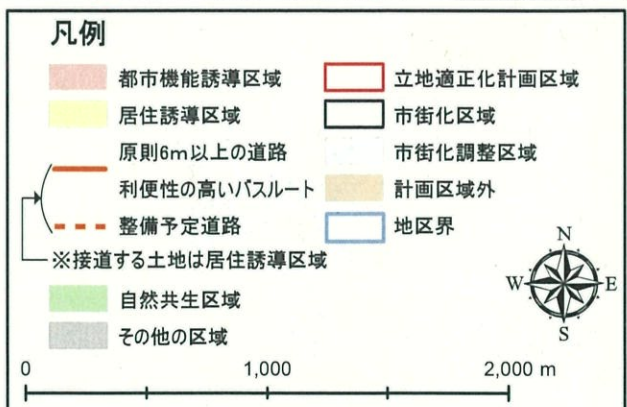 凡例
都市機能誘導区域
居住誘導区域
原則6m以上の道路
利便性の高いバスルート
整備予定道路
※接道する土地は居住誘導区域
自然共生区域
その他の区域
立地適正化計画区域
市街化区域
市街化調整区域
計画区域外
地区界
N
W
E
S
0
1,000
2,000 m